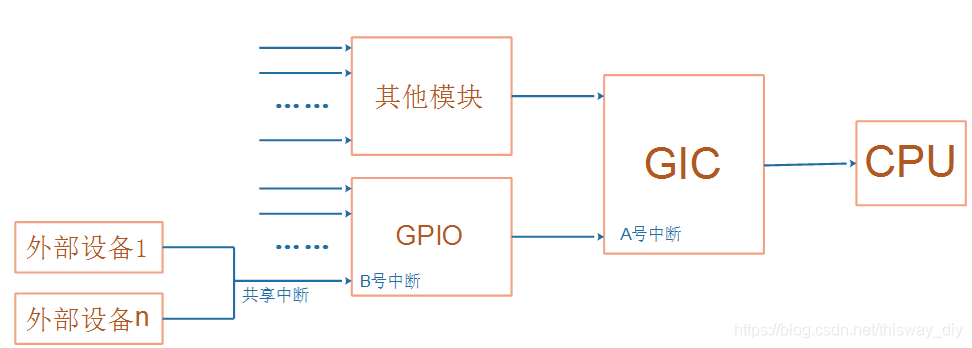 ……
其他模块
GIC
CPU
……
GPIO
A号中断
外部设备1
B号中断
共享中断
外部设备n
https://blog.csdn.net/thisway_diy